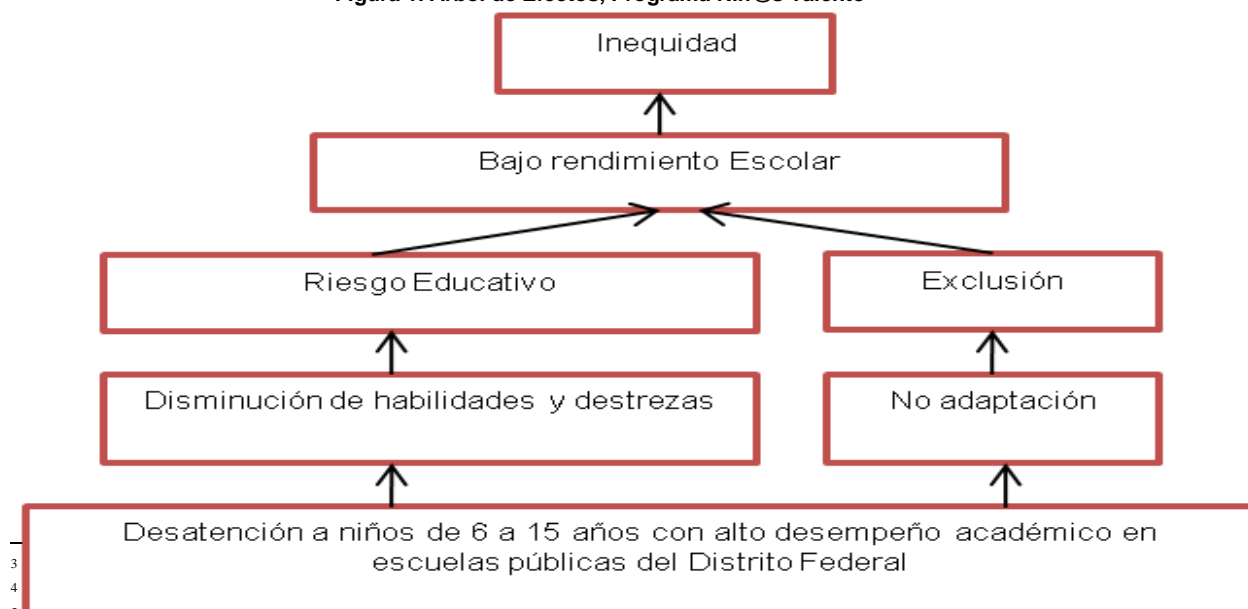 Inequidad
Bajo rendimiento Escolar
Riesgo Educativo
Exclusión
Disminución de habilidades y destrezas
No adaptación
Desatención a niños de 6 a 15 años con alto desempeño académico en
escuelas públicas del Distrito Federal
3
4